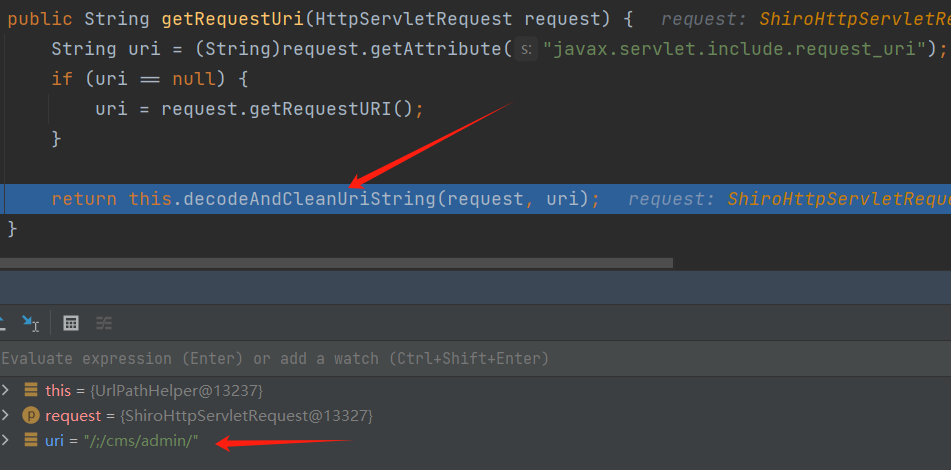 public String getRequestUri(HttpServletRequest request) { request: ShiroHttpServletRe
String uri = (String)request.getAttribute( s: "javax.servlet.include.request_uri");
if (uri == null) {
uri = request.getRequestURI();
}
return this.decodeAndCleanUriString(request, uri); request: ShiroHttpServletReque
}
Evaluate expression (Enter) or add a watch (Ctrl+Shift+Enter)
this = {UrlPathHelper@13237}
p request = {ShiroHttpServletRequest@13327}
uri = "/;/cms/admin/"